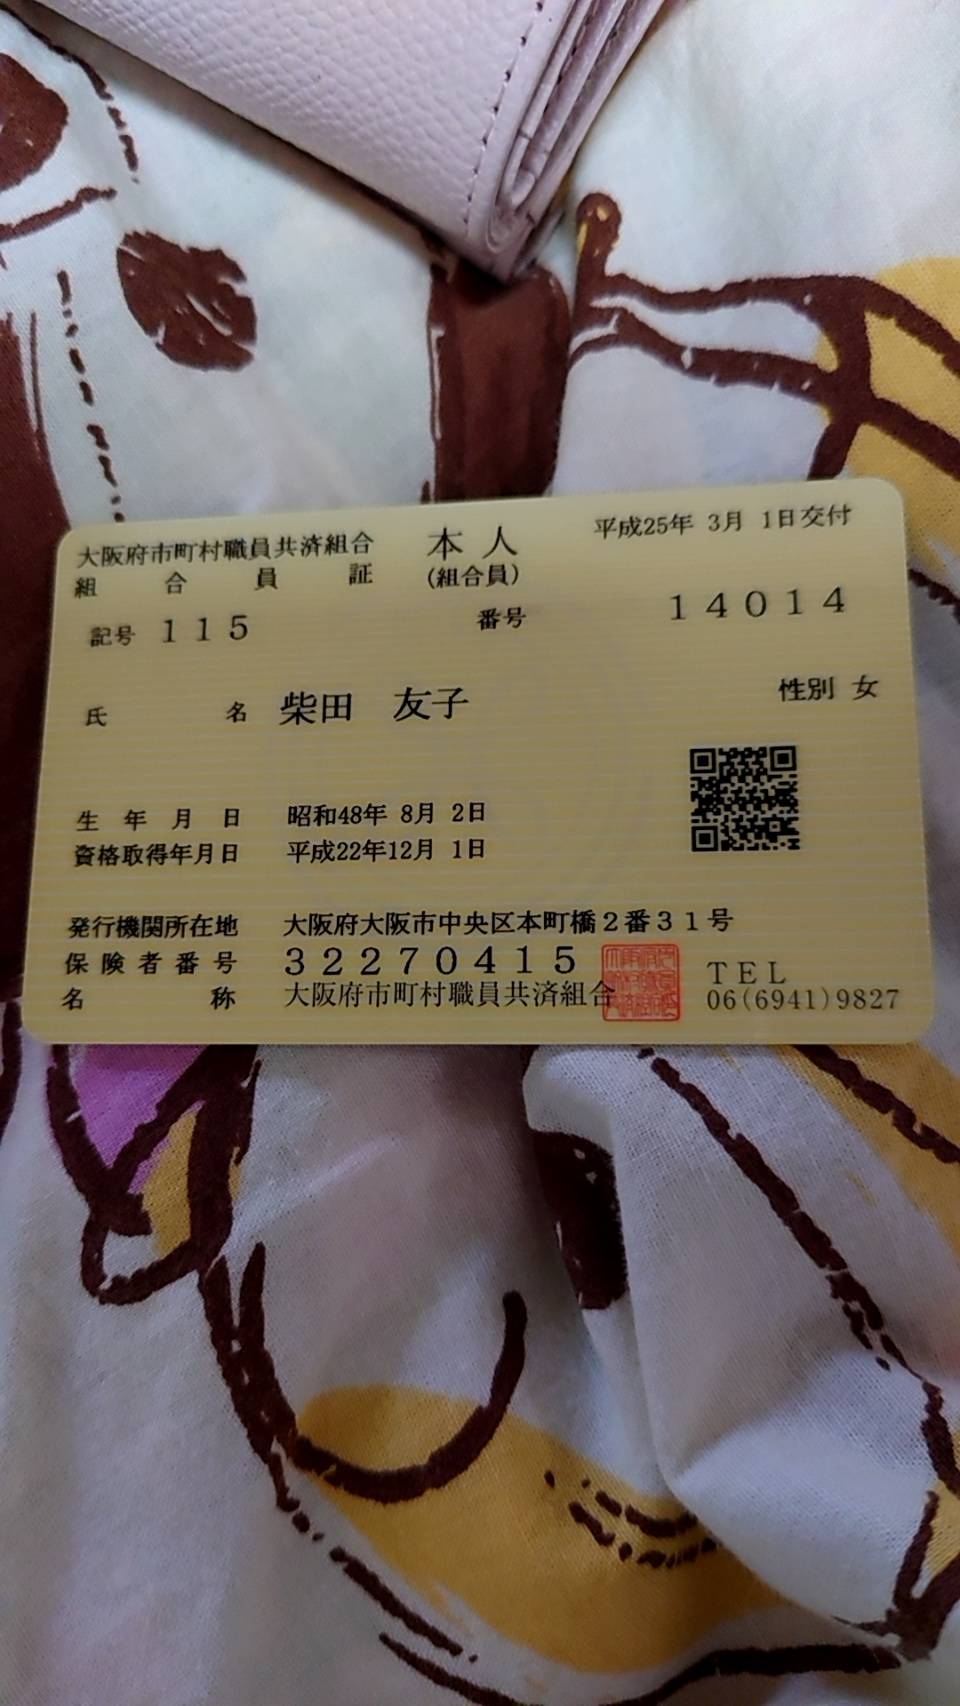 大阪府市町村職員共済組合 本人 平成25年 3月 1日交付
組合員証 (組合員)
記号 115 番号 14014
氏名 柴田 友子 性別 女
生年月日 昭和48年 8月 2日
資格取得年月日 平成22年12月 1日
発行機関所在地 大阪府大阪市中央区本町橋2番31号
保険者番号 32270415
名称 大阪府市町村職員共済組合 TEL
06(6941)9827